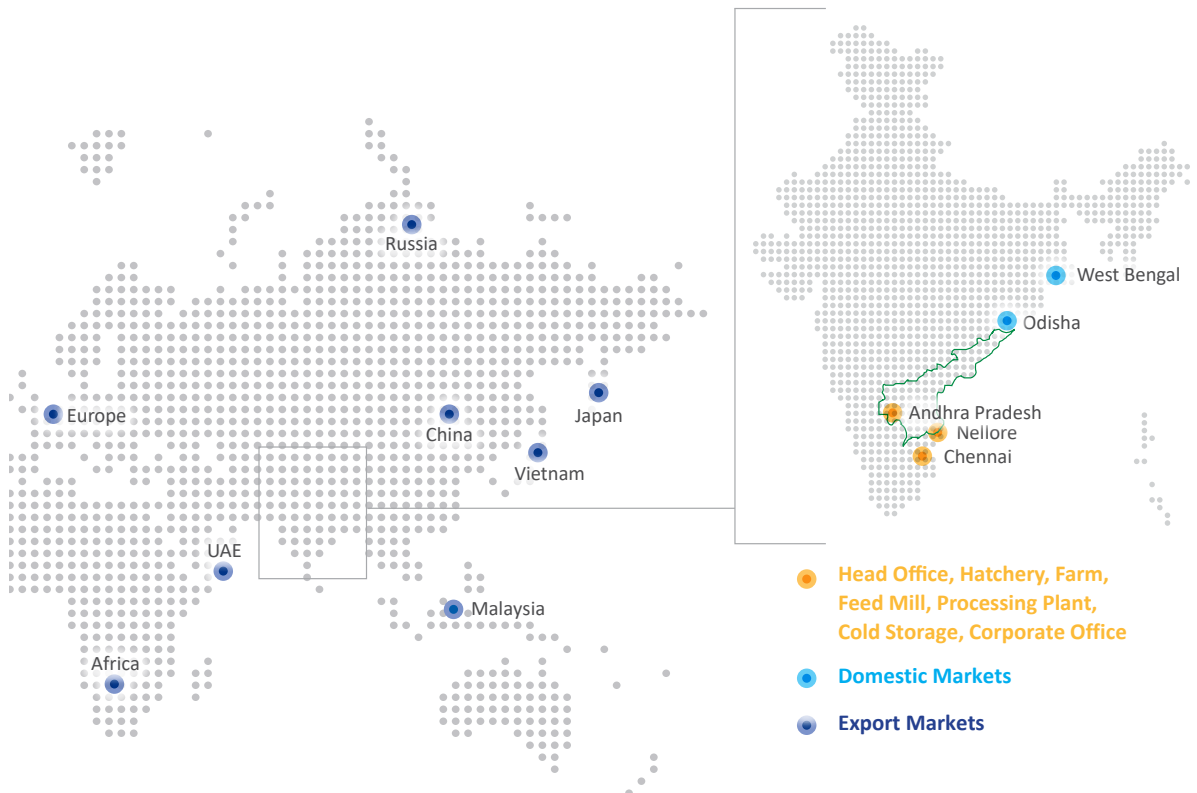 Russia
Europe
China
Japan
Vietnam
UAE
Malaysia
Africa
West Bengal
Odisha
Andhra Pradesh
Nellore
Chennai
Head Office, Hatchery, Farm,
Feed Mill, Processing Plant,
Cold Storage, Corporate Office
Domestic Markets
Export Markets